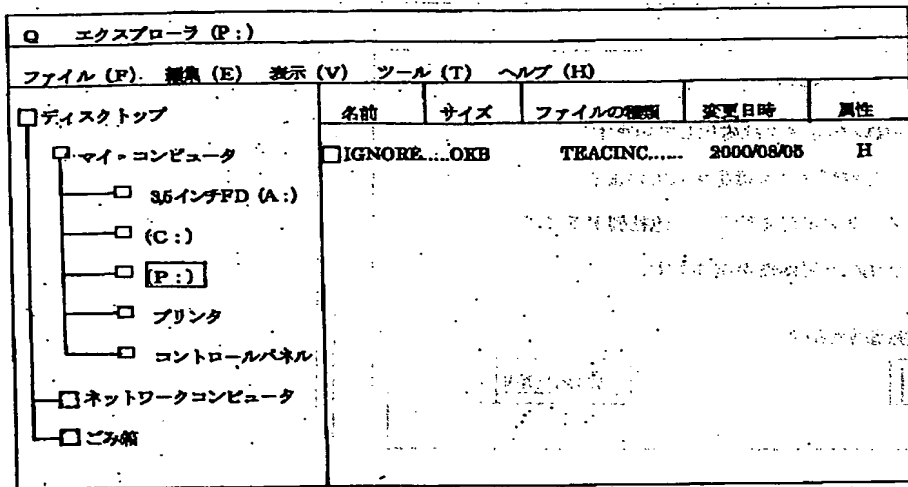 Q エクスプローラ (P:)
ファイル (F). 編集 (E) 表示 (V) ツール (T) ヘルプ (H)
名前 サイズ ファイルの種類 変更日時 属性
ディスクトップ
マイ・コンピュータ
IGNORE.....OKB TEACINC...... 2000/08/05 H
3,5インチFD (A:)
(C:)
(P:)
プリンタ
コントロールパネル
ネットワークコンピュータ
ごみ箱